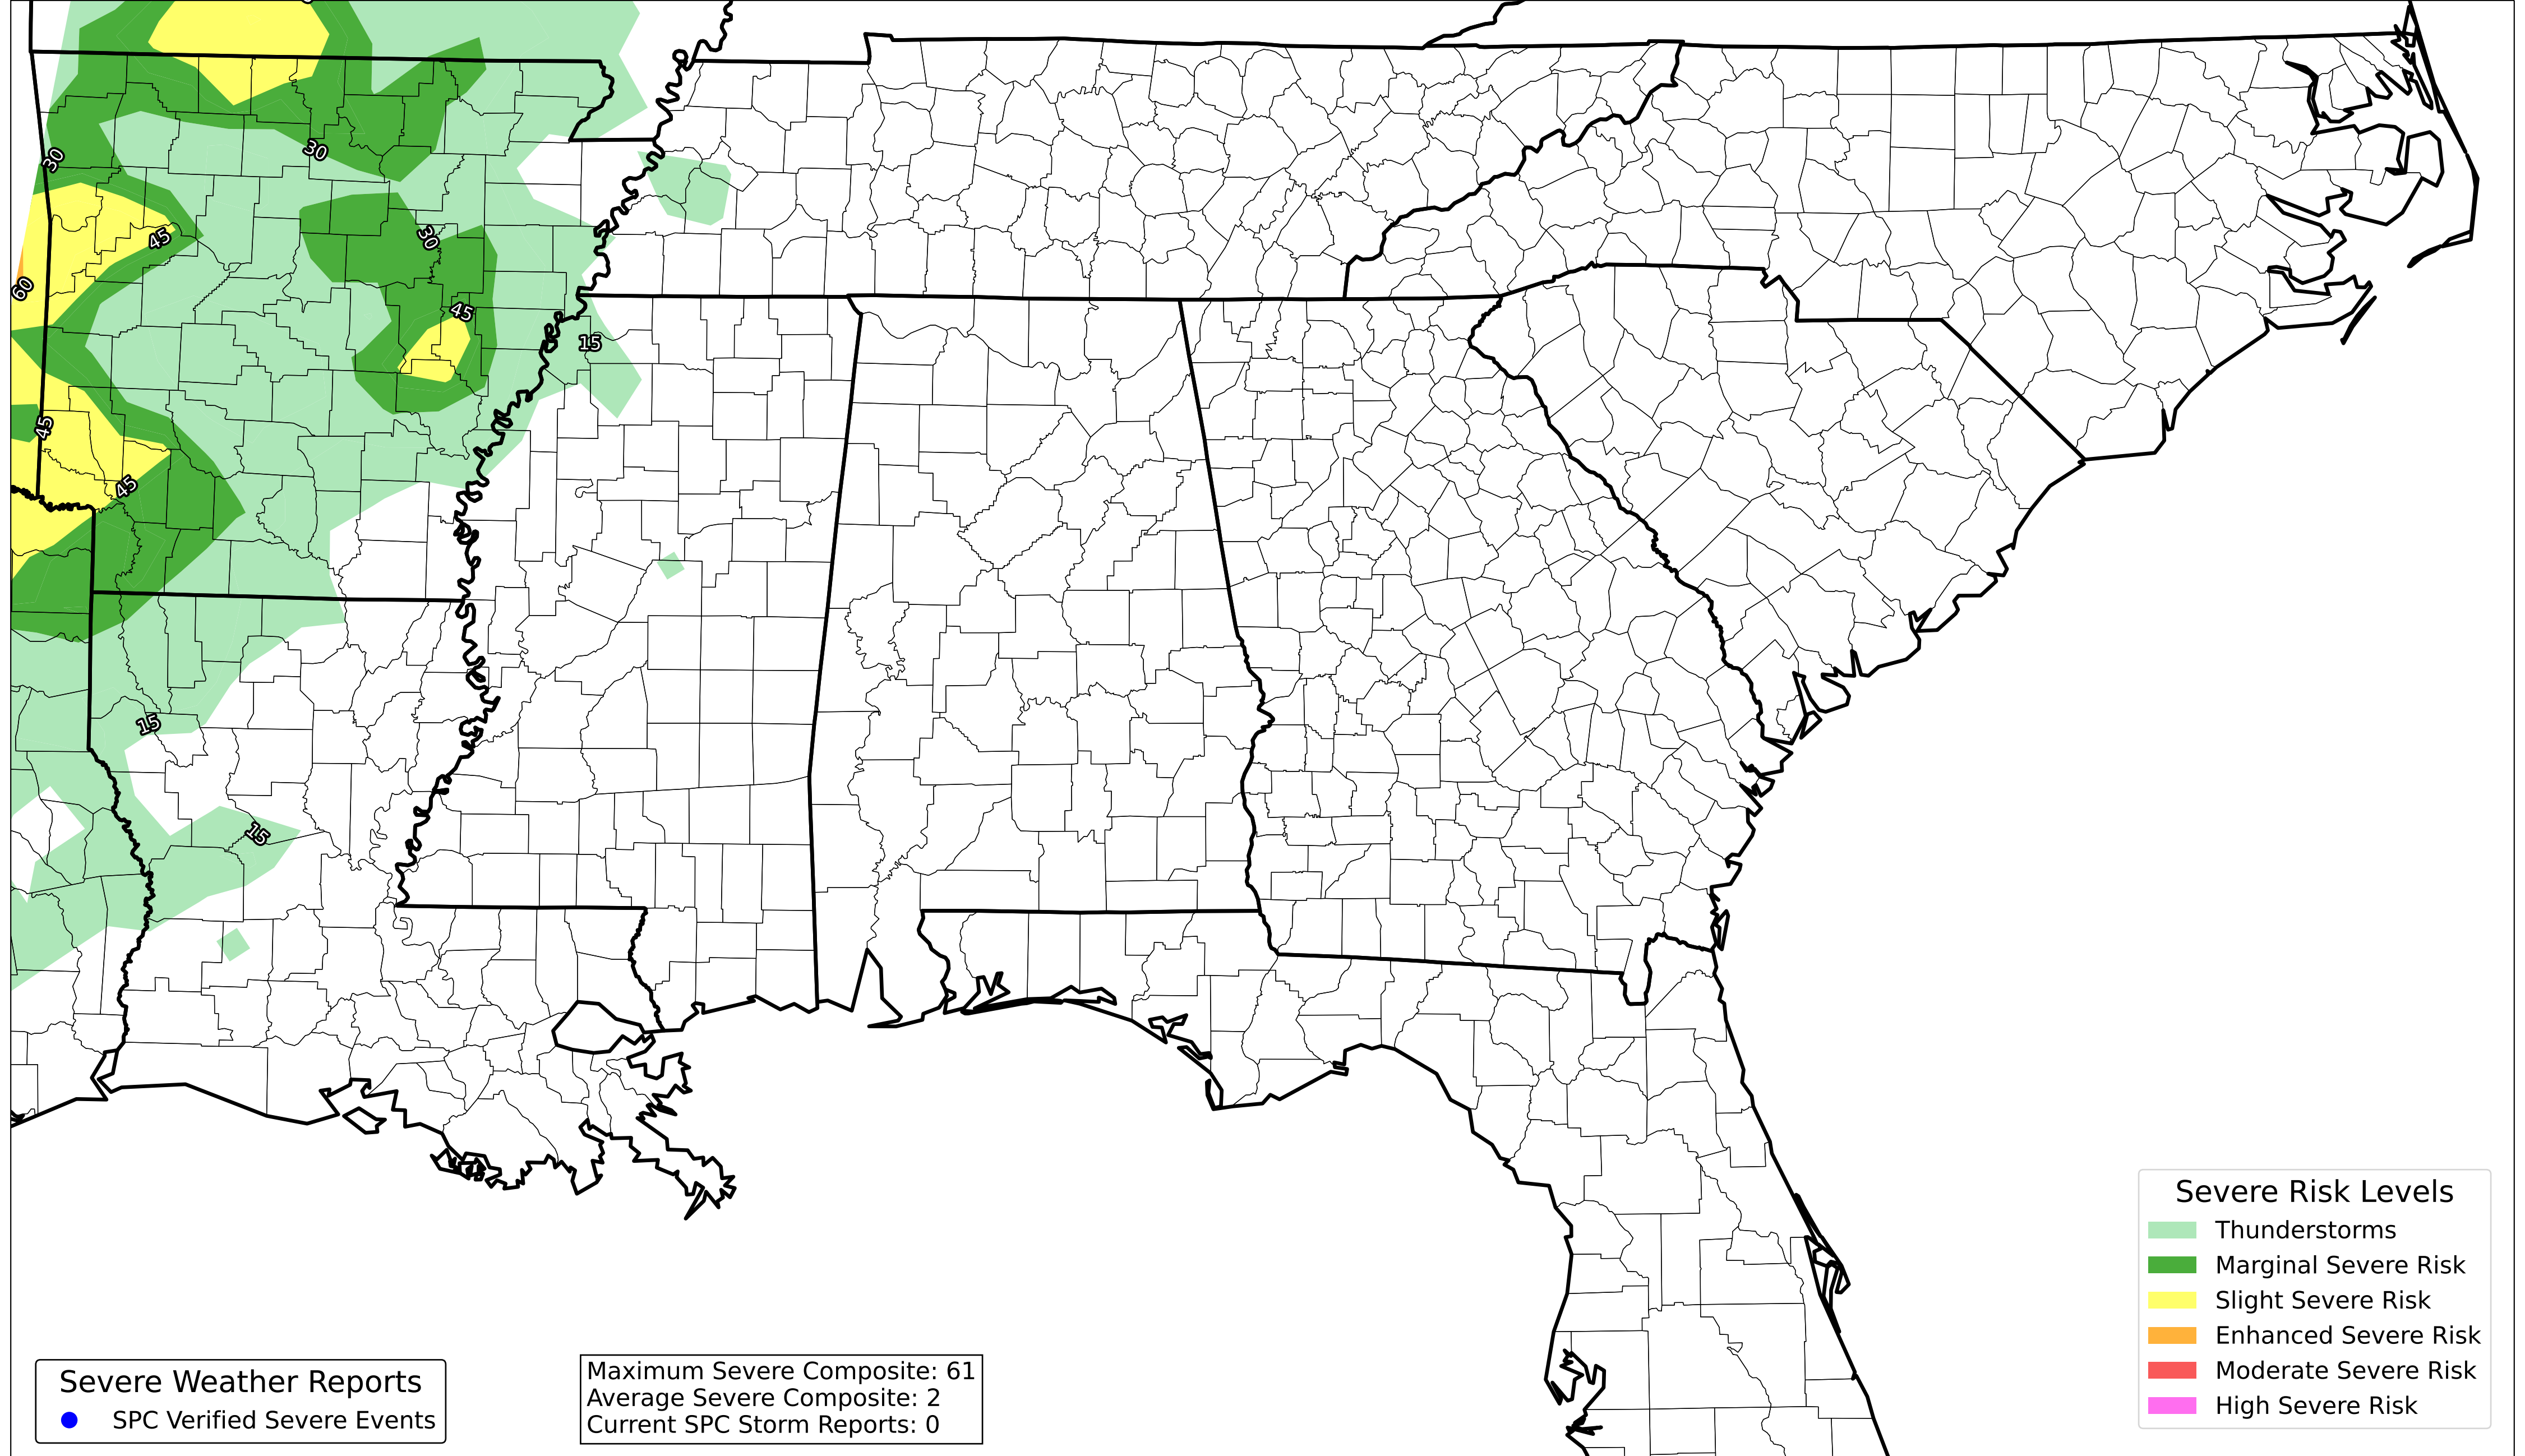 30
30
45
30
60
45
15
45
45
15
15
Severe Risk Levels
Thunderstorms
Marginal Severe Risk
Slight Severe Risk
Enhanced Severe Risk
Moderate Severe Risk
High Severe Risk
Severe Weather Reports
SPC Verified Severe Events
Maximum Severe Composite: 61
Average Severe Composite: 2
Current SPC Storm Reports: 0